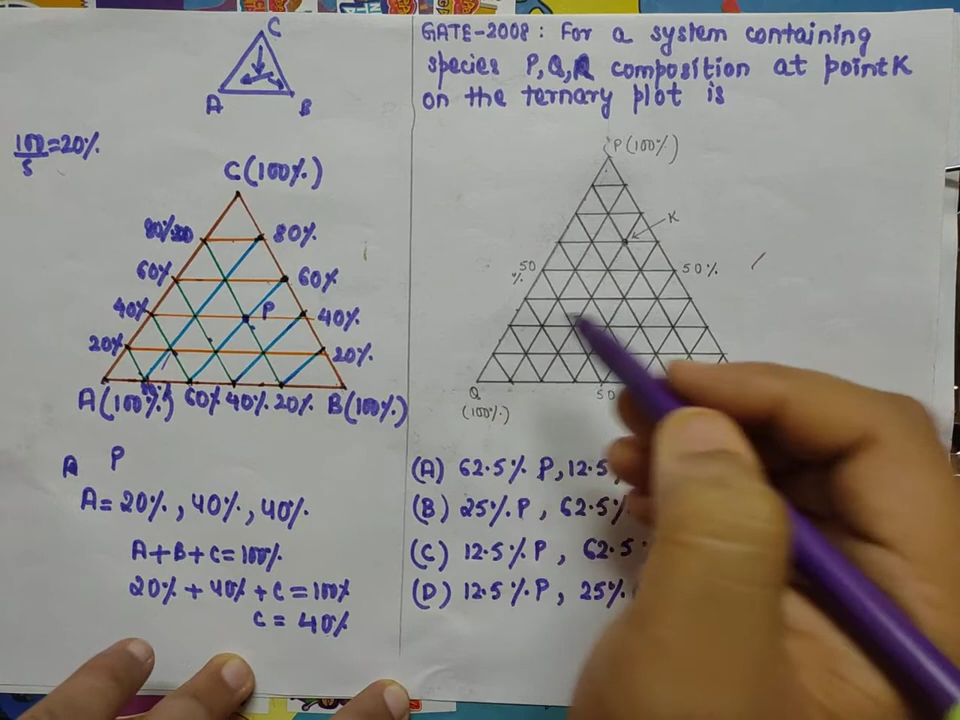 C
A
B
100/5 = 20%
C (100%)
80%
60%
60%
40%
P
40%
20%
20%
A (100%)
60% 40% 20% B (100%)
A P
A = 20%, 40%, 40%
A + B + C = 100%
20% + 40% + C = 100%
C = 40%
GATE-2008 : For a system containing
species P, Q, R composition at point K
on the ternary plot is
P (100%)
K
50
%
50%
Q
(100%)
50
(A) 62.5% P, 12.5
(B) 25% P, 62.5%
(C) 12.5% P, 62.5
(D) 12.5% P, 25%